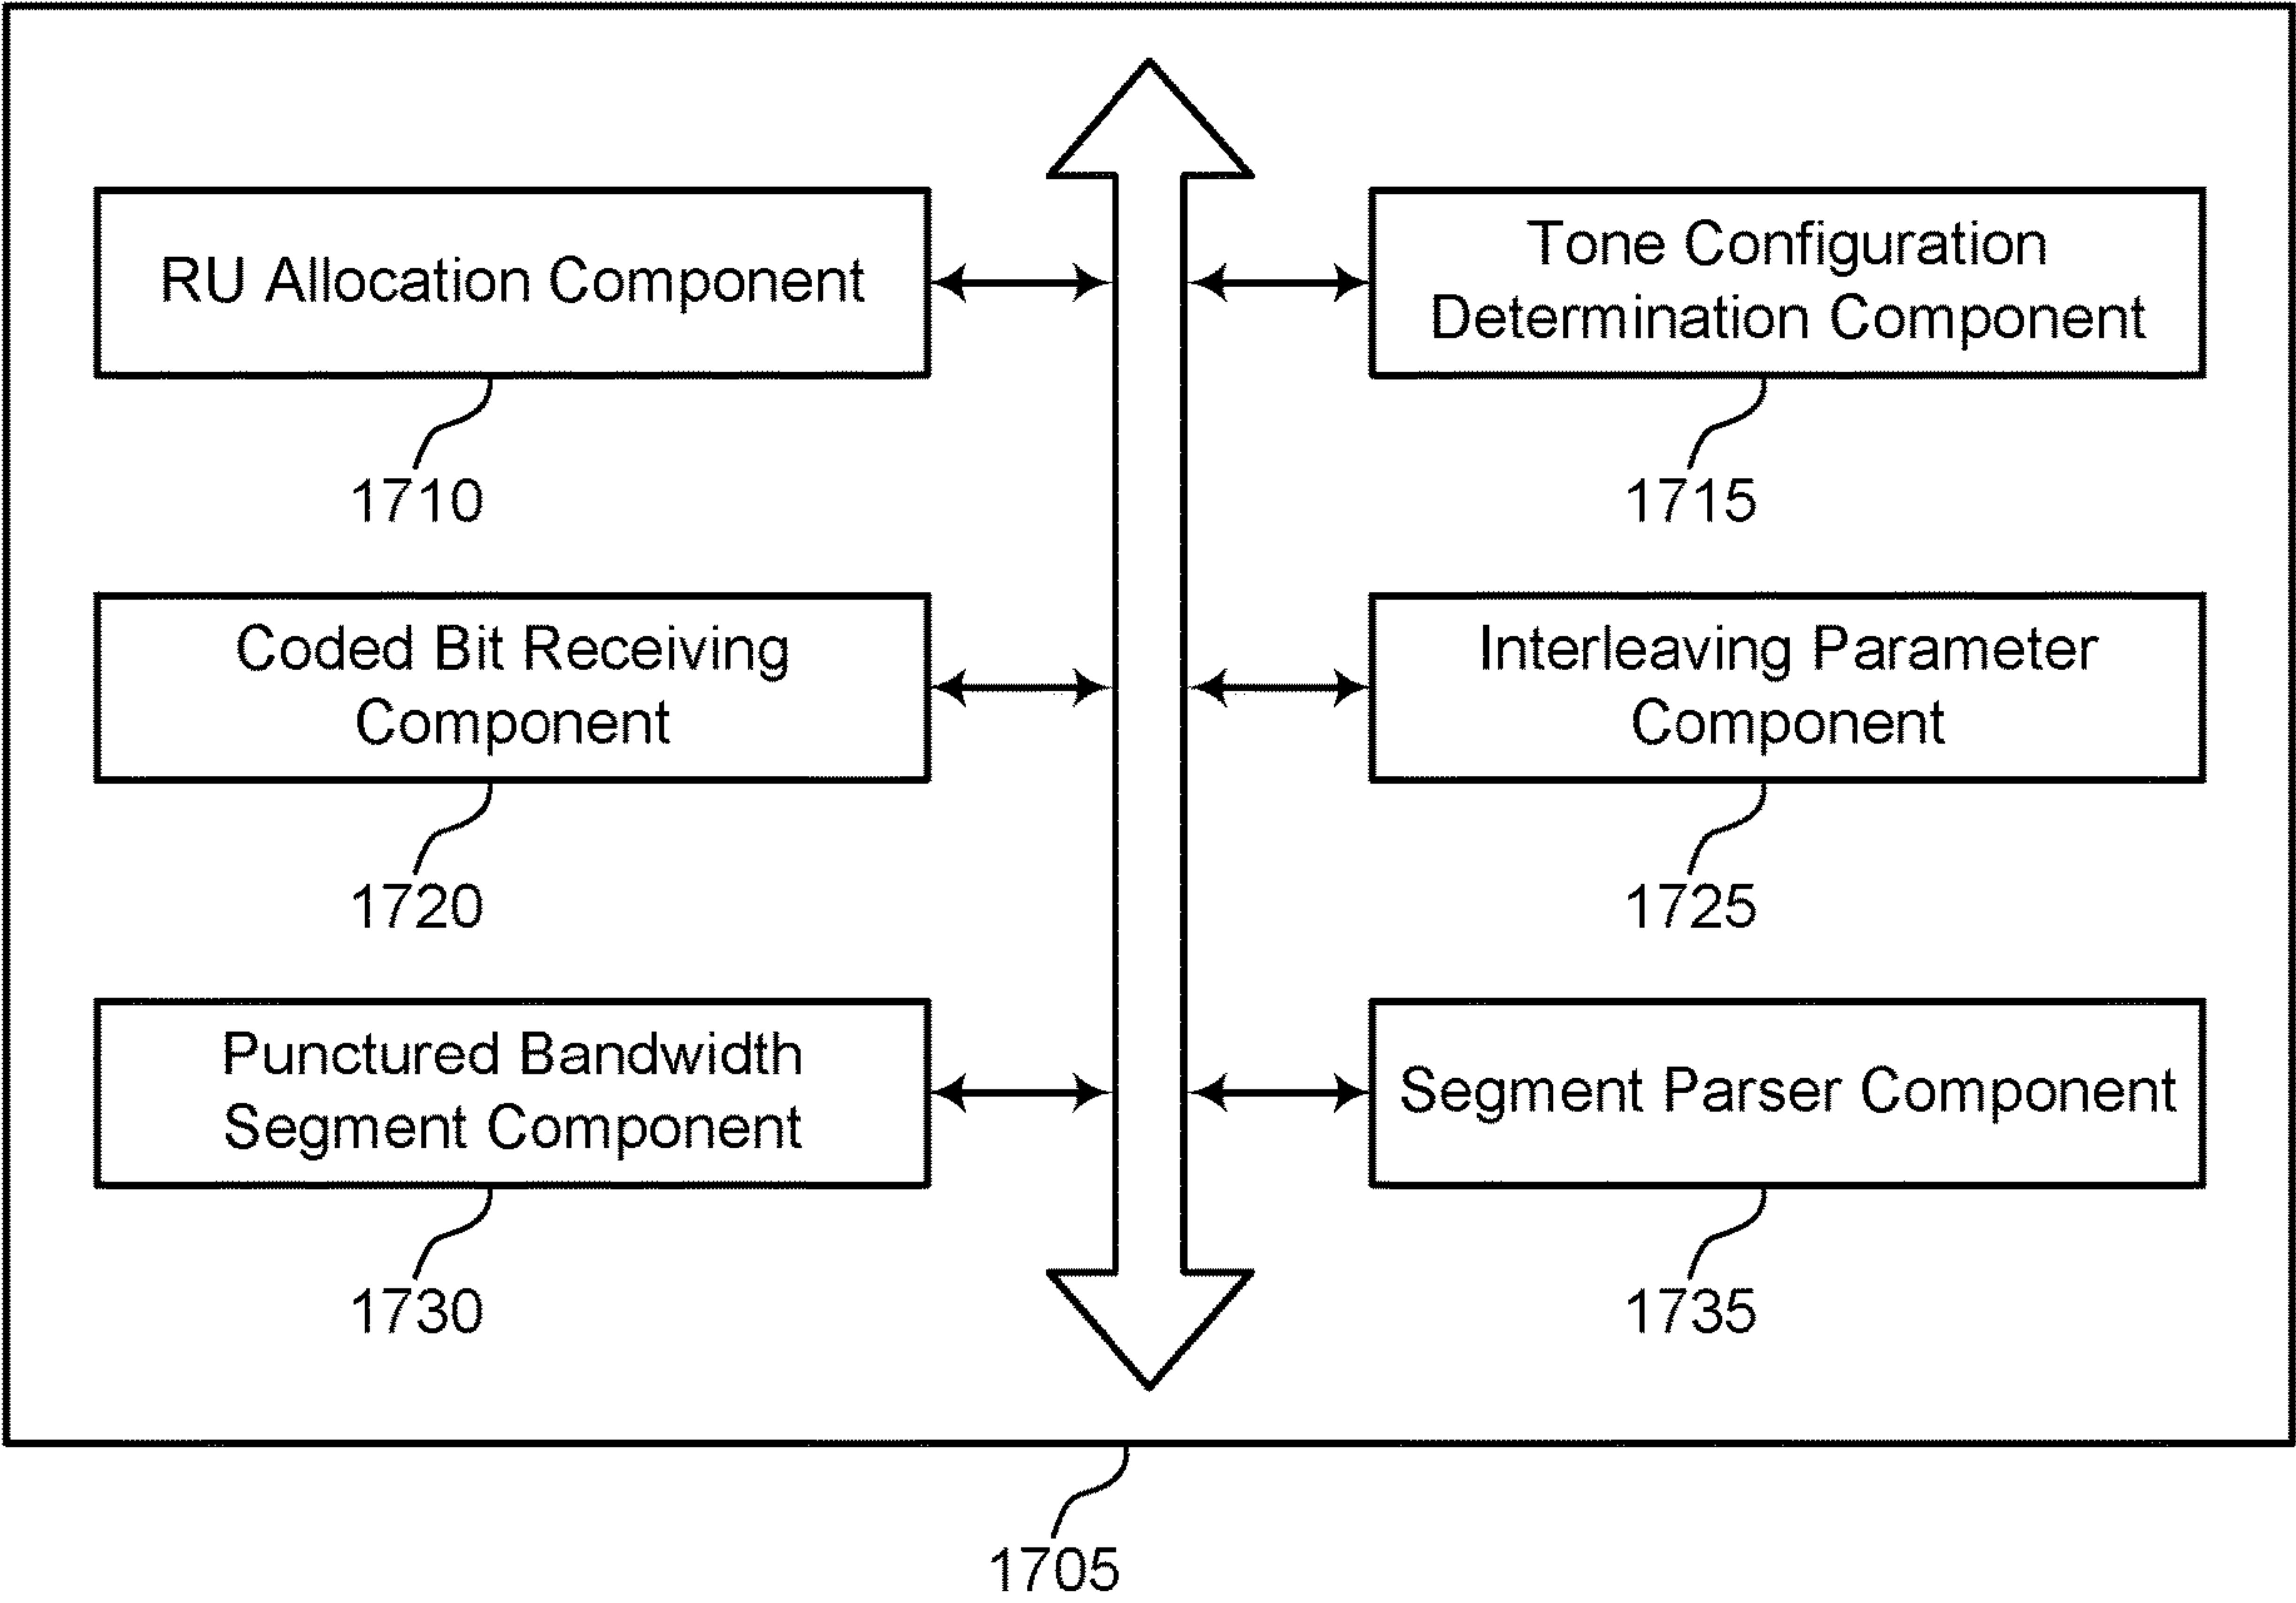 RU Allocation Component
1710
Tone Configuration
Determination Component
1715
Coded Bit Receiving
Component
1720
Interleaving Parameter
Component
1725
Punctured Bandwidth
Segment Component
1730
Segment Parser Component
1735
1705